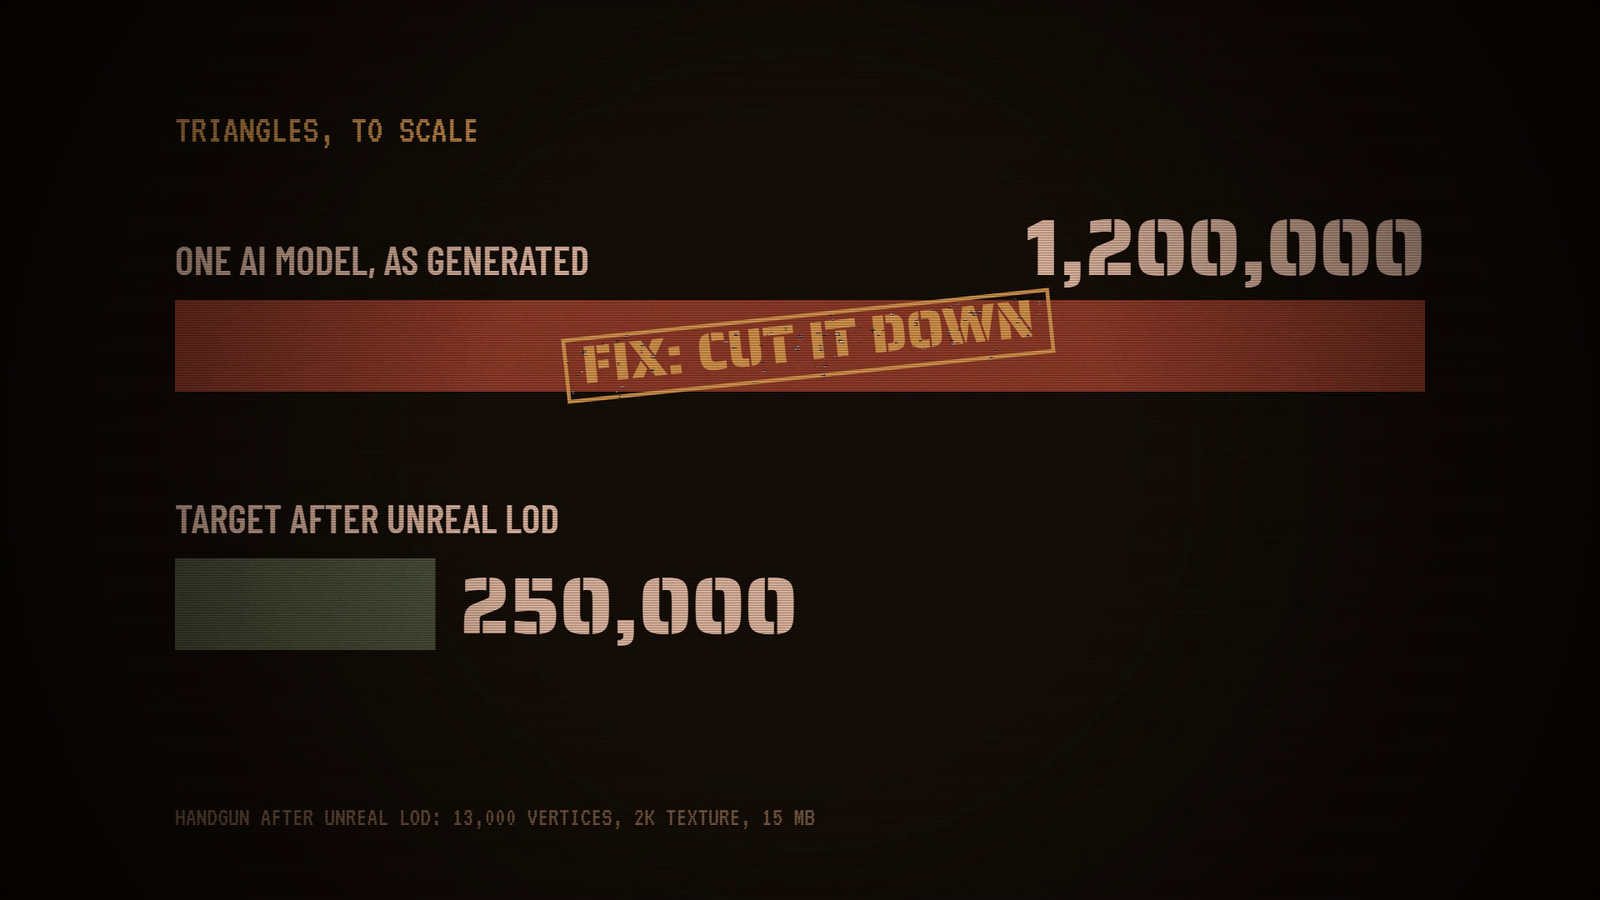 TRIANGLES, TO SCALE
ONE AI MODEL, AS GENERATED
1,200,000
FIX: CUT IT DOWN
TARGET AFTER UNREAL LOD
250,000
HANDGUN AFTER UNREAL LOD: 13,000 VERTICES, 2K TEXTURE, 15 MB